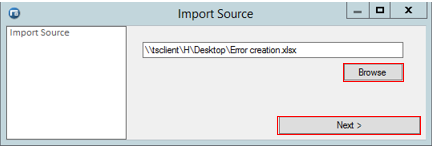 Import Source
Import Source
\\tsclient\H\Desktop\Error creation.xlsx
Browse
Next >